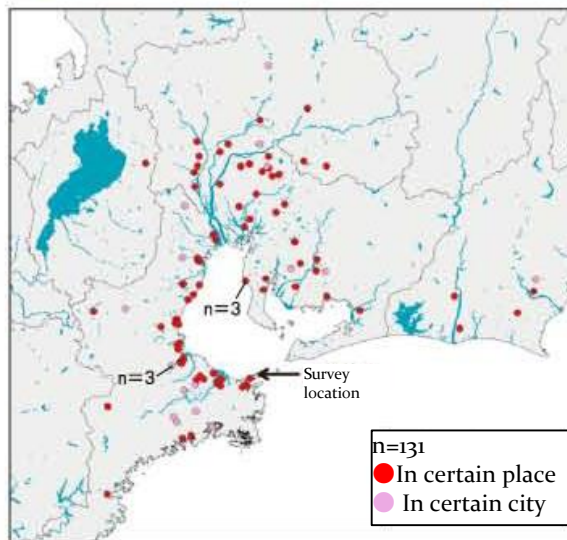 n=3
n=3
Survey
location
n=131
In certain place
In certain city